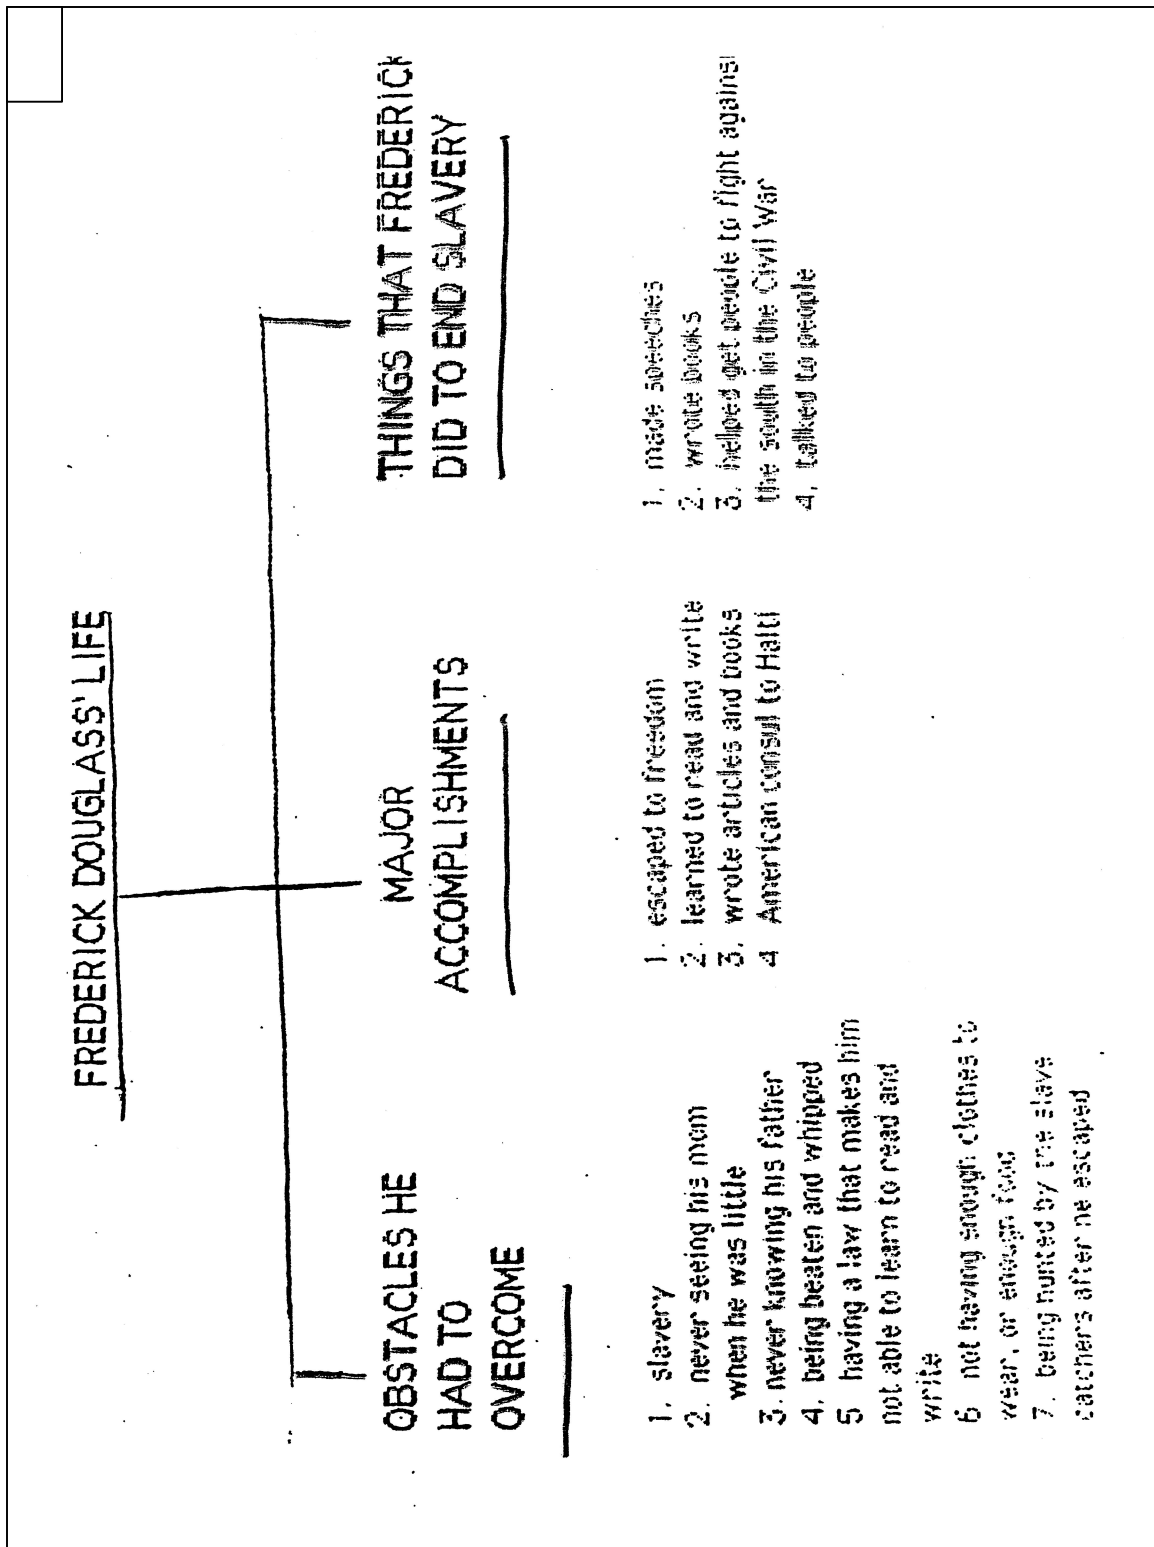 FREDERICK DOUGLASS' LIFE
OBSTACLES HE
HAD TO
OVERCOME
1. slavery
2. never seeing his mom
when he was little
3. never knowing his father
4. being beaten and whipped
5 having a law that makes him
not able to learn to read and
write
6 not having enough clothes to
wear, or enough food
7. being hunted by the slave
catchers after he escaped
MAJOR
ACCOMPLISHMENTS
1. escaped to freedom
2. learned to read and write
3. wrote articles and books
4 American consul to Haiti
THINGS THAT FREDERICK
DID TO END SLAVERY
1. made speeches
2. wrote books
3. helped get people to fight against
the south in the Civil War
4. talked to people